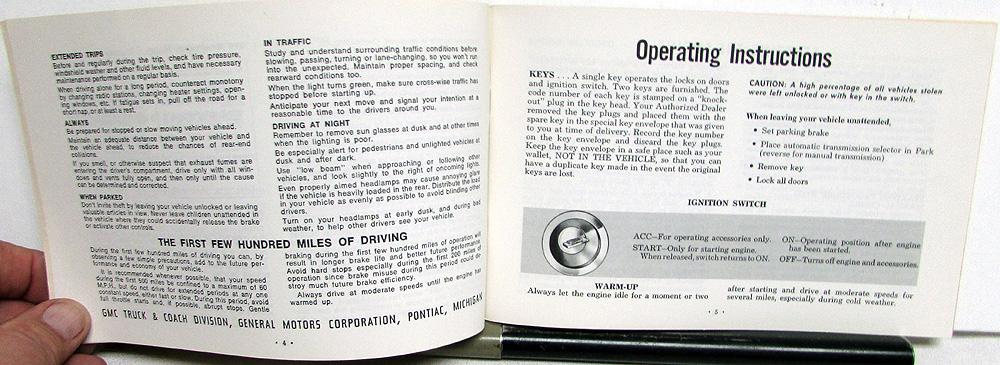 EXTENDED TRIPS
Before and regularly during the trip, check tire pressure,
windshield washer and other fluid levels, and have necessary
maintenance performed on a regular basis.
When driving alone for a long period, counteract monotony
by changing radio stations, changing heater settings, open-
ing windows, etc. If fatigue sets in, pull off the road for a
short nap, or at least a rest.
ALWAYS
Be prepared for stopped or slow moving vehicles ahead.
Maintain an adequate distance between your vehicle and
the vehicle ahead, to reduce the chances of rear-end
collisions.
If you smell, or otherwise suspect that exhaust fumes are
entering the driver's compartment, drive only with all win-
dows and vents fully open, and then only until the cause
can be determined and corrected.
WHEN PARKED
Don't invite theft by leaving your vehicle unlocked or leaving
valuable articles in view. Never leave children unattended in
the vehicle where they could accidentally release the brake
or activate other controls.
IN TRAFFIC
Study and understand surrounding traffic conditions before
slowing, passing, turning or lane-changing, so you won't run
into the unexpected. Maintain proper spacing, and check
rearward conditions too.
When the light turns green, make sure cross-wise traffic has
stopped before starting up.
Anticipate your next move and signal your intention at a
reasonable time to the drivers around you.
DRIVING AT NIGHT
Remember to remove sun glasses at dusk and at other times
when the lighting is poor.
Be especially alert for pedestrians and unlighted vehicles at
dusk and after dark.
Use "low beam" when approaching or following other
vehicles, and look slightly to the right of oncoming lights.
Even properly aimed headlamps may cause annoying glare
if the vehicle is heavily loaded in the rear. Distribute the load
in your vehicle as evenly as possible to avoid blinding other
drivers.
Turn on your headlamps at early dusk, and during bad
weather, to help other drivers see your vehicle.
THE FIRST FEW HUNDRED MILES OF DRIVING
During the first few hundred miles of driving you can, by
observing a few simple precautions, add to the future per-
formance and economy of your vehicle.
It is recommended whenever possible, that your speed
during the first 500 miles be confined to a maximum of 60
M.P.H., but do not drive for extended periods at any one
constant speed, either fast or slow. During this period, avoid
full throttle starts and, if possible, abrupt stops. Gentle
braking during the first few hundred miles of operation will
result in longer brake life and better future performance.
Avoid hard stops especially during the first 200 miles of
operation since brake misuse during this period could de-
stroy much future brake efficiency.
Always drive at moderate speeds until the engine has
warmed up.
GMC TRUCK & COACH DIVISION, GENERAL MOTORS CORPORATION, PONTIAC, MICHIGAN
• 4 •
Operating Instructions
KEYS . . . A single key operates the locks on doors
and ignition switch. Two keys are furnished. The
code number of each key is stamped on a "knock-
out" plug in the key head. Your Authorized Dealer
removed the key plugs and placed them with the
spare key in the special key envelope that was given
to you at time of delivery. Record the key number
on the key envelope and discard the key plugs.
Keep the key envelope in a safe place such as your
wallet, NOT IN THE VEHICLE, so that you can
have a duplicate key made in the event the original
keys are lost.
CAUTION: A high percentage of all vehicles stolen
were left unlocked or with key in the switch.
When leaving your vehicle unattended,
• Set parking brake
• Place automatic transmission selector in Park
(reverse for manual transmission)
• Remove key
• Lock all doors
IGNITION SWITCH
ACC—For operating accessories only.
START—Only for starting engine.
When released, switch returns to ON.
ON—Operating position after engine
has been started.
OFF—Turns off engine and accessories.
WARM-UP
Always let the engine idle for a moment or two
after starting and drive at moderate speeds for
several miles, especially during cold weather.
• 5 •